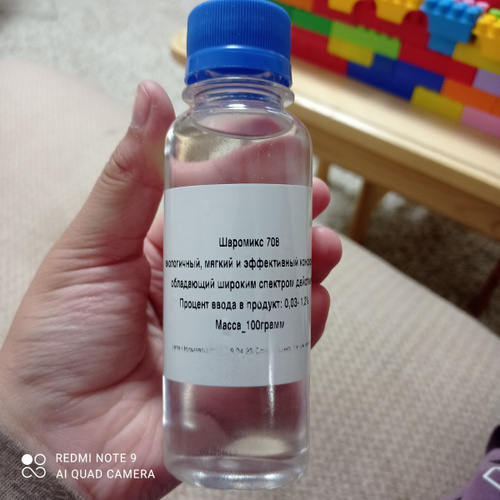 Шаромикс 708
экологичный, мягкий и эффективный консе
обладающий широким спектром действи
Процент ввода в продукт: 0,03-1,2%
Масса_100грамм
REDMI NOTE 9
AI QUAD CAMERA